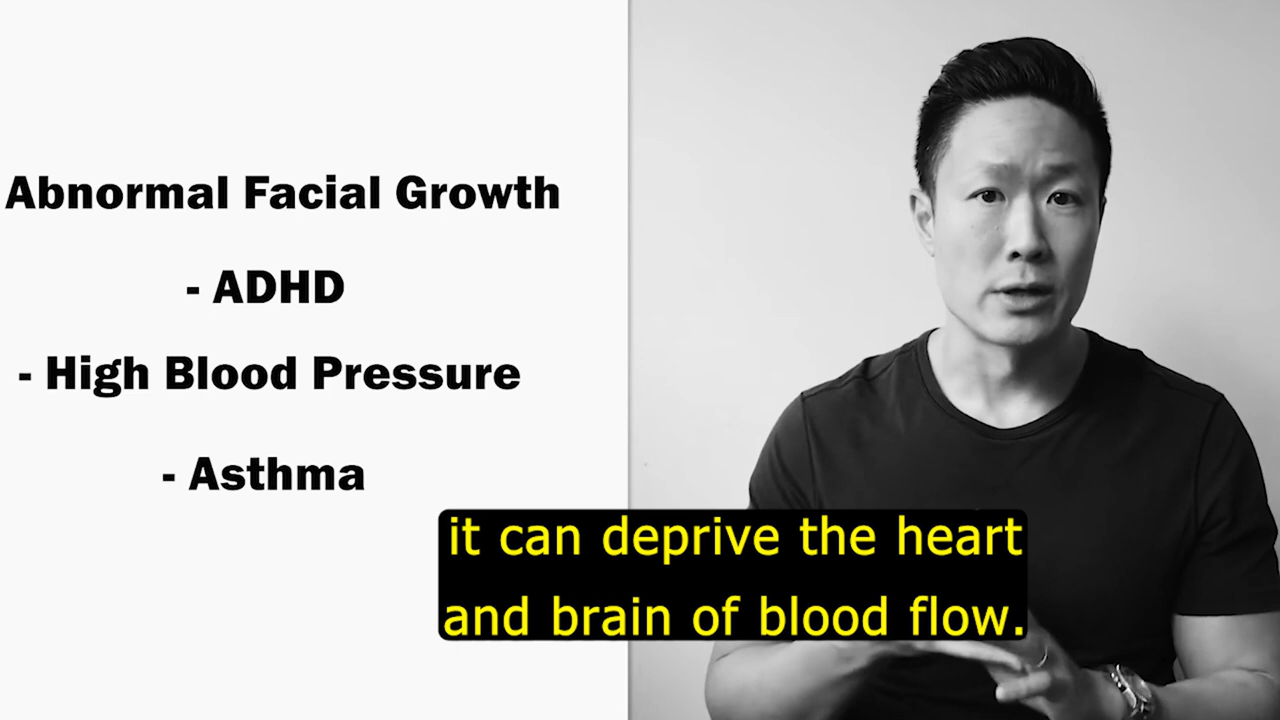 Abnormal Facial Growth
- ADHD
- High Blood Pressure
- Asthma
it can deprive the heart
and brain of blood flow.